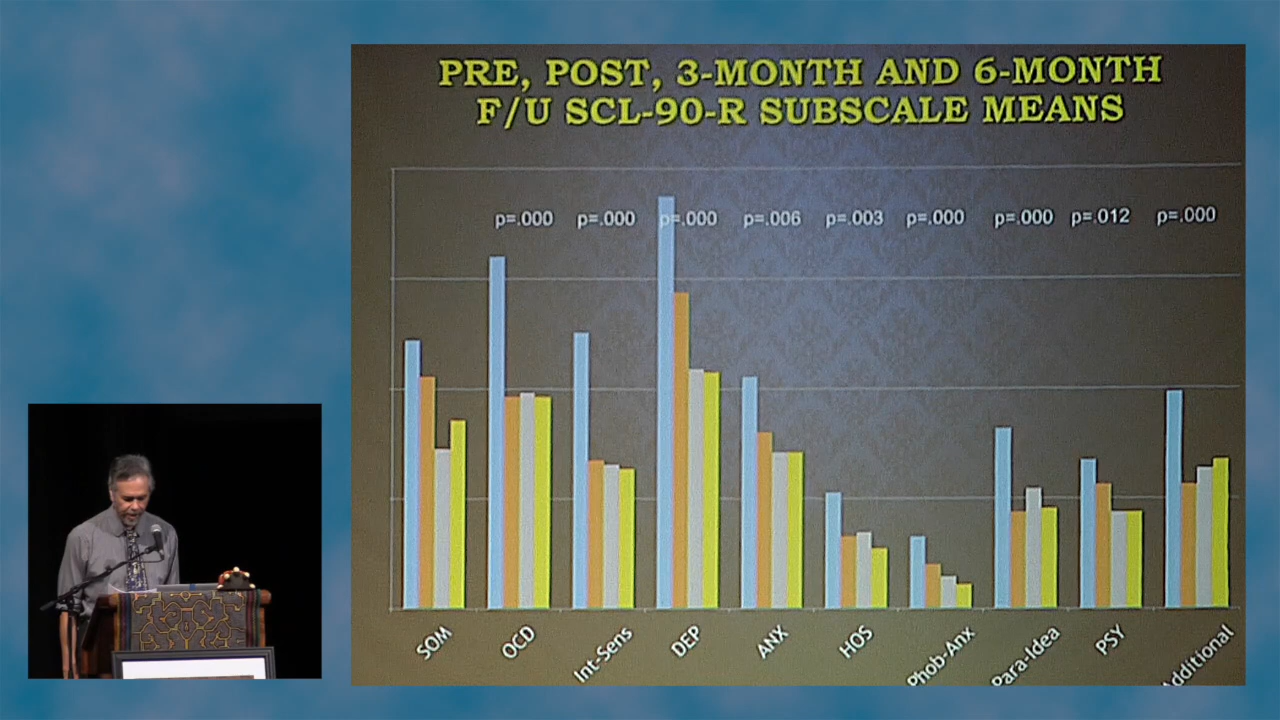 PRE, POST, 3-MONTH AND 6-MONTH
F/U SCL-90-R SUBSCALE MEANS
p=.000 p=.000 p=.000 p=.006 p=.003 p=.000 p=.000 p=.012 p=.000
SOM OCD Int-Sens DEP ANX HOS Phob-Anx Para-Idea PSY Additional